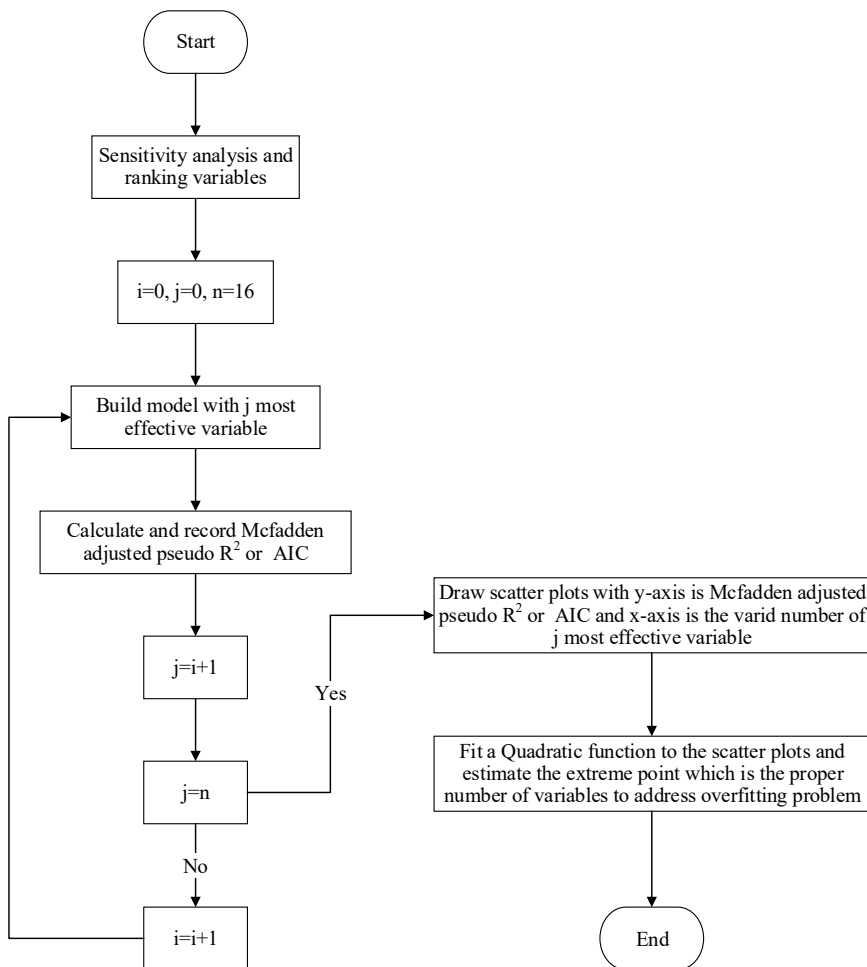 Start
Sensitivity analysis and
ranking variables
i=0, j=0, n=16
Build model with j most
effective variable
Calculate and record Mcfadden
adjusted pseudo R² or AIC
j=i+1
j=n
No
i=i+1
Yes
Draw scatter plots with y-axis is Mcfadden adjusted
pseudo R² or AIC and x-axis is the varid number of
j most effective variable
Fit a Quadratic function to the scatter plots and
estimate the extreme point which is the proper
number of variables to address overfitting problem
End